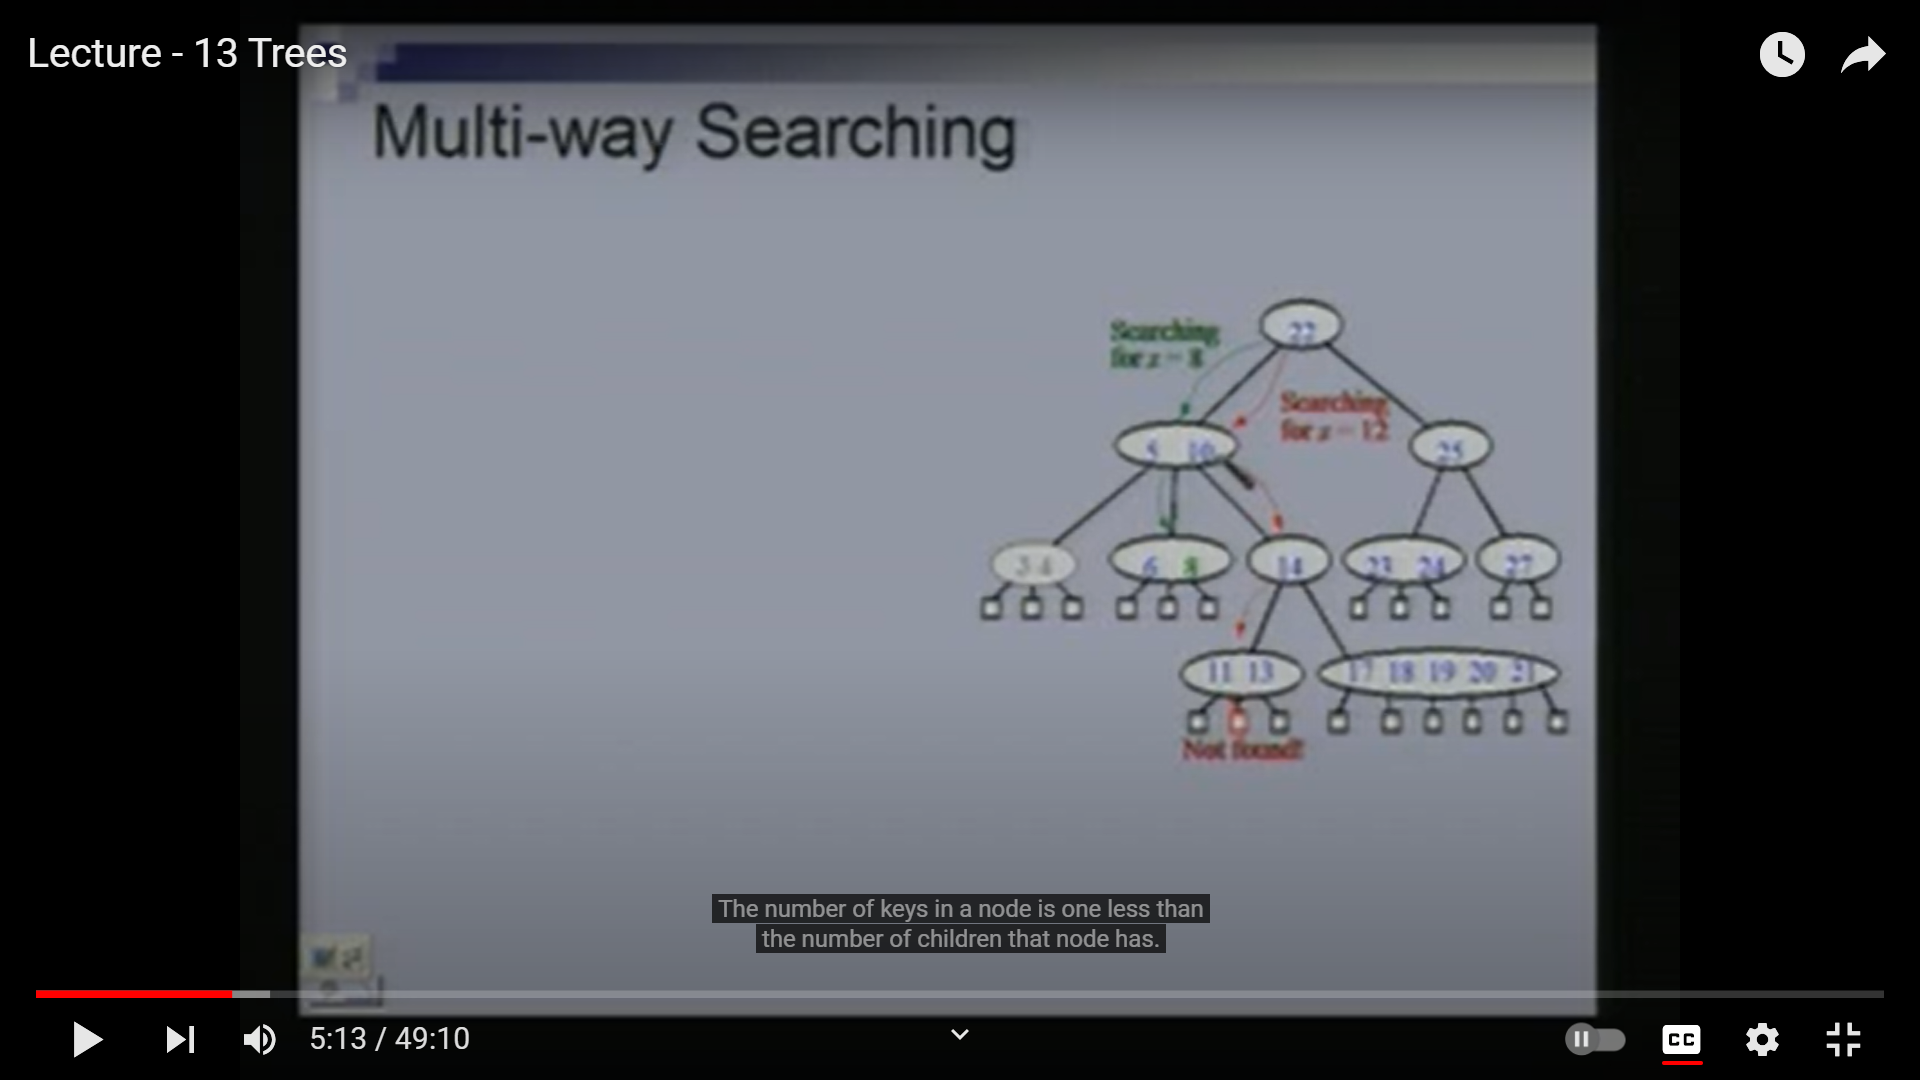 Lecture - 13 Trees
Multi-way Searching
22
Searching
for x = 8
Searching
for x = 12
5 10
25
3 4
6 8
14
23 24
27
11 13
17 18 19 20 21
Not found!
The number of keys in a node is one less than
the number of children that node has.
5:13 / 49:10
CC